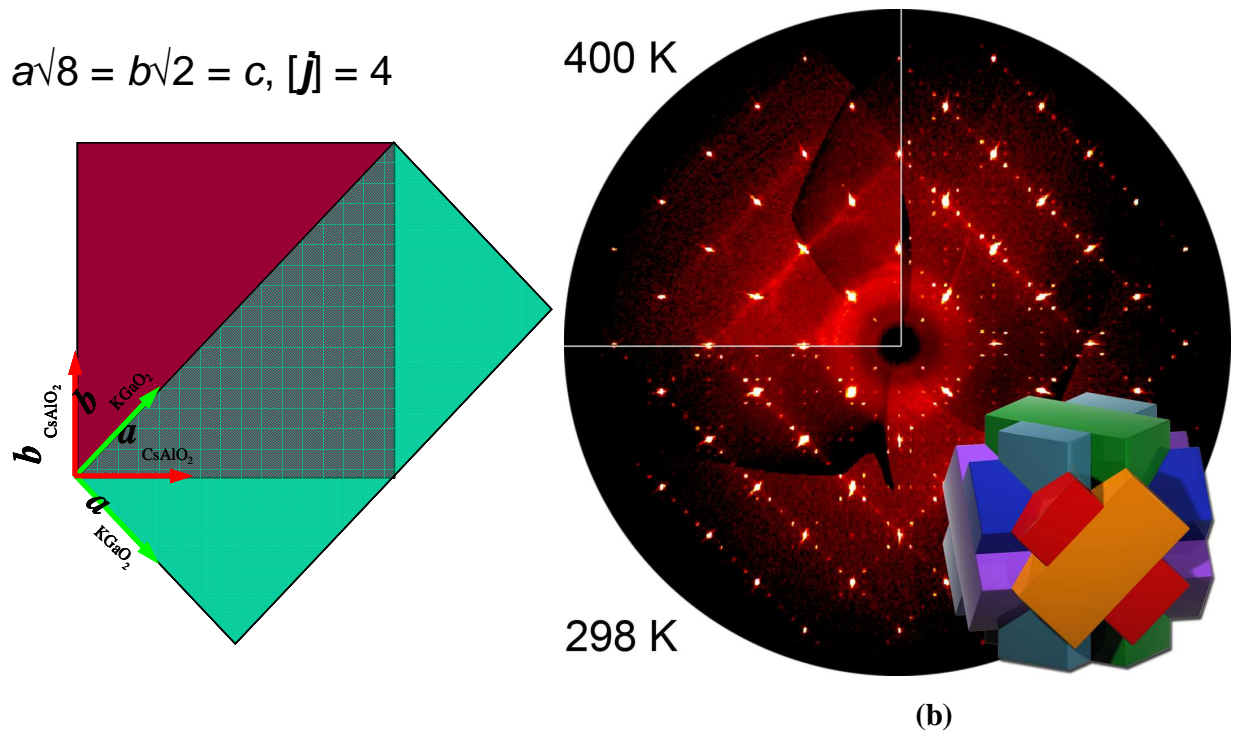 a√8 = b√2 = c, [j] = 4
400 K
b
CsAlO₂
b
KGaO₂
a
CsAlO₂
a
KGaO₂
298 K
(b)